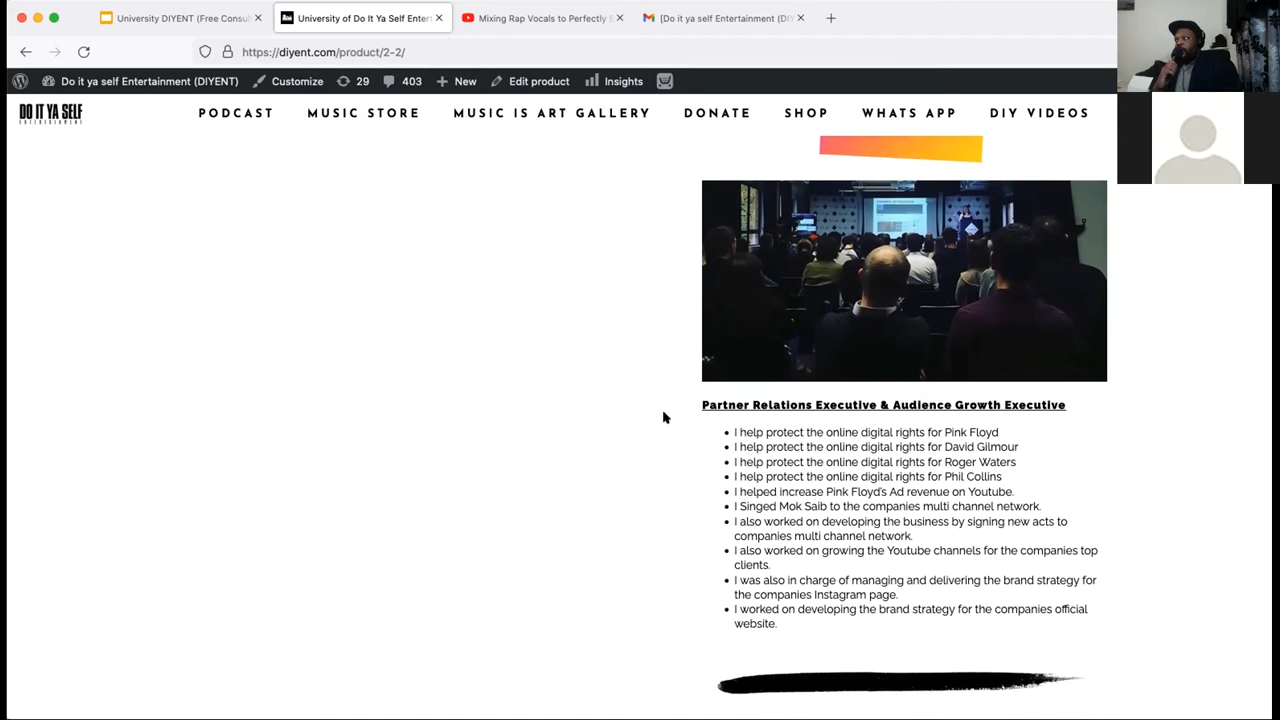 University DIYENT (Free Consul
University of Do It Ya Self Enter
Mixing Rap Vocals to Perfectly
[Do it ya self Entertainment (DIY
https://diyent.com/product/2-2/
Do it ya self Entertainment (DIYENT)
Customize
29
403
New
Edit product
Insights
DO IT YA SELF
ENTERTAINMENT
PODCAST
MUSIC STORE
MUSIC IS ART GALLERY
DONATE
SHOP
WHATS APP
DIY VIDEOS
Partner Relations Executive & Audience Growth Executive
I help protect the online digital rights for Pink Floyd
I help protect the online digital rights for David Gilmour
I help protect the online digital rights for Roger Waters
I help protect the online digital rights for Phil Collins
I helped increase Pink Floyd's Ad revenue on Youtube.
I Singed Mok Saib to the companies multi channel network.
I also worked on developing the business by signing new acts to
companies multi channel network.
I also worked on growing the Youtube channels for the companies top
clients.
I was also in charge of managing and delivering the brand strategy for
the companies Instagram page.
I worked on developing the brand strategy for the companies official
website.